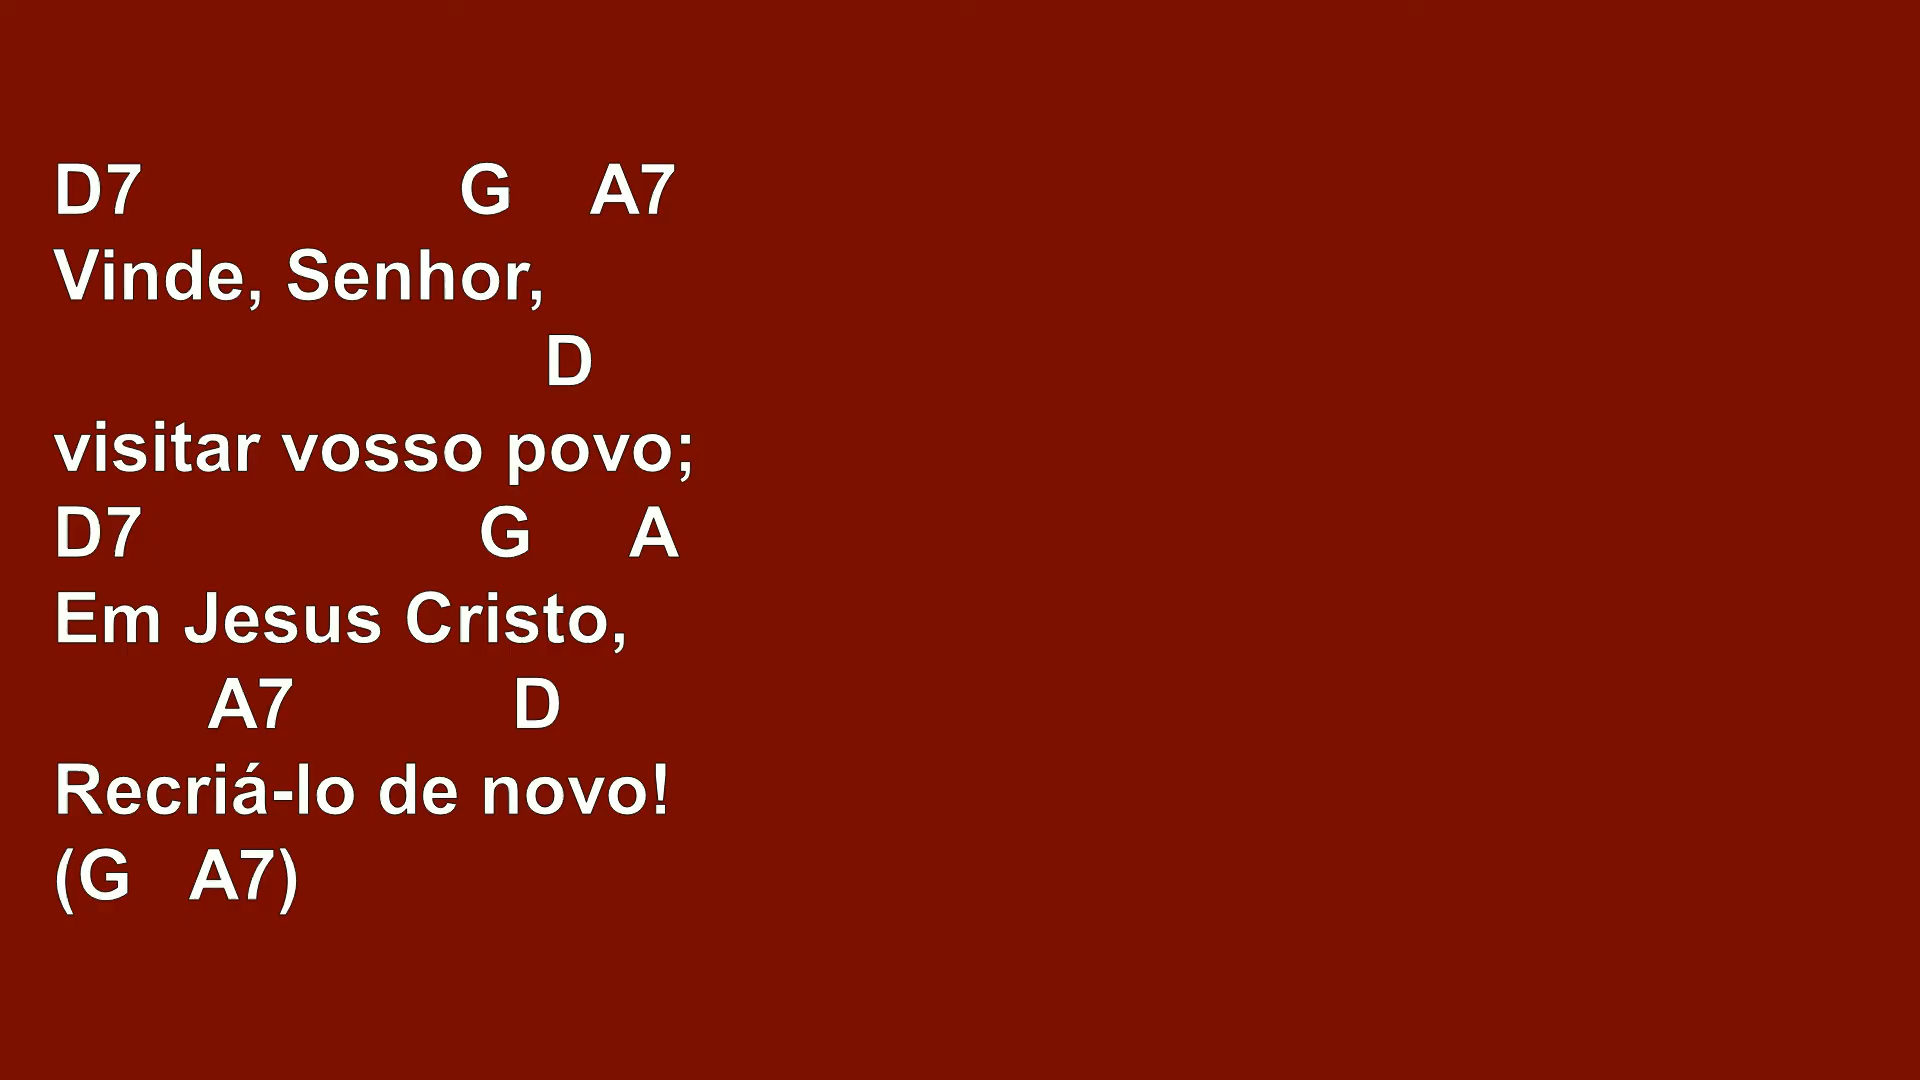 D7 G A7
Vinde, Senhor,
D
visitar vosso povo;
D7 G A
Em Jesus Cristo,
A7 D
Recriá-lo de novo!
(G A7)